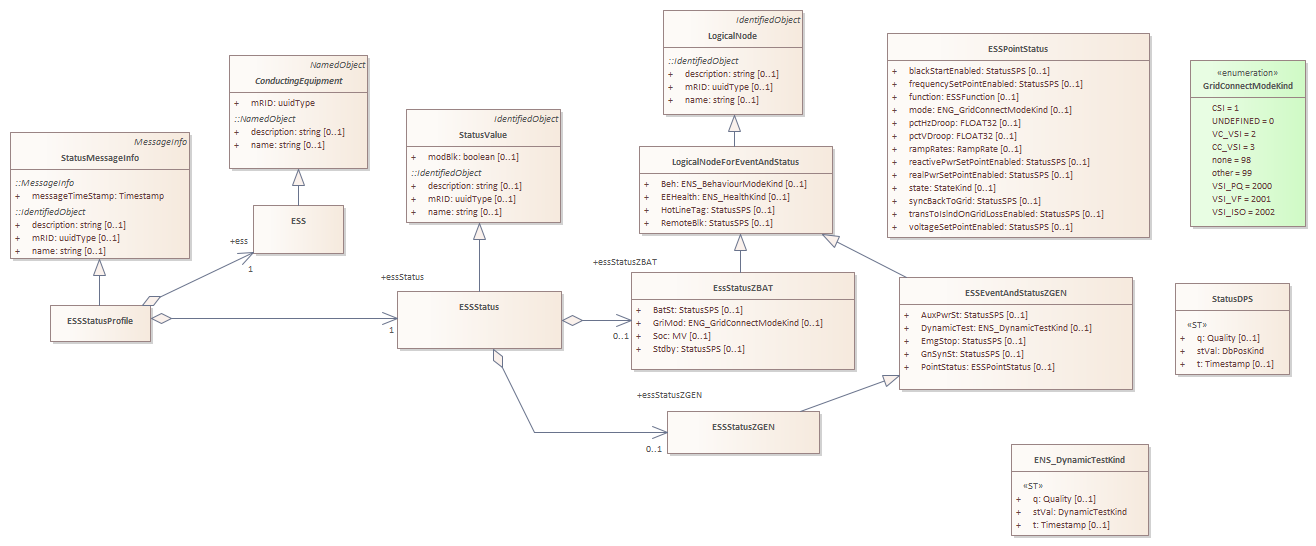 MessageInfo
StatusMessageInfo
::MessageInfo
+ messageTimeStamp: Timestamp
::IdentifiedObject
+ description: string [0..1]
+ mRID: uuidType [0..1]
+ name: string [0..1]
ESSStatusProfile
NamedObject
ConductingEquipment
+ mRID: uuidType
::NamedObject
+ description: string [0..1]
+ name: string [0..1]
ESS
+ess
1
IdentifiedObject
StatusValue
+ modBlk: boolean [0..1]
::IdentifiedObject
+ description: string [0..1]
+ mRID: uuidType [0..1]
+ name: string [0..1]
+essStatus
1
ESSStatus
IdentifiedObject
LogicalNode
::IdentifiedObject
+ description: string [0..1]
+ mRID: uuidType [0..1]
+ name: string [0..1]
LogicalNodeForEventAndStatus
+ Beh: ENS_BehaviourModeKind [0..1]
+ EEHealth: ENS_HealthKind [0..1]
+ HotLineTag: StatusSPS [0..1]
+ RemoteBlk: StatusSPS [0..1]
+essStatusZBAT
0..1
EssStatusZBAT
+ BatSt: StatusSPS [0..1]
+ GriMod: ENG_GridConnectModeKind [0..1]
+ Soc: MV [0..1]
+ Stdby: StatusSPS [0..1]
+essStatusZGEN
0..1
ESSStatusZGEN
ESSPointStatus
+ blackStartEnabled: StatusSPS [0..1]
+ frequencySetPointEnabled: StatusSPS [0..1]
+ function: ESSFunction [0..1]
+ mode: ENG_GridConnectModeKind [0..1]
+ pctHzDroop: FLOAT32 [0..1]
+ pctVDroop: FLOAT32 [0..1]
+ rampRates: RampRate [0..1]
+ reactivePwrSetPointEnabled: StatusSPS [0..1]
+ realPwrSetPointEnabled: StatusSPS [0..1]
+ state: StateKind [0..1]
+ syncBackToGrid: StatusSPS [0..1]
+ transToIslndOnGridLossEnabled: StatusSPS [0..1]
+ voltageSetPointEnabled: StatusSPS [0..1]
ESSEventAndStatusZGEN
+ AuxPwrSt: StatusSPS [0..1]
+ DynamicTest: ENS_DynamicTestKind [0..1]
+ EmgStop: StatusSPS [0..1]
+ GnSynSt: StatusSPS [0..1]
+ PointStatus: ESSPointStatus [0..1]
«enumeration»
GridConnectModeKind
CSI = 1
UNDEFINED = 0
VC_VSI = 2
CC_VSI = 3
none = 98
other = 99
VSI_PQ = 2000
VSI_VF = 2001
VSI_ISO = 2002
StatusDPS
«ST»
+ q: Quality [0..1]
+ stVal: DbPosKind
+ t: Timestamp [0..1]
ENS_DynamicTestKind
«ST»
+ q: Quality [0..1]
+ stVal: DynamicTestKind
+ t: Timestamp [0..1]